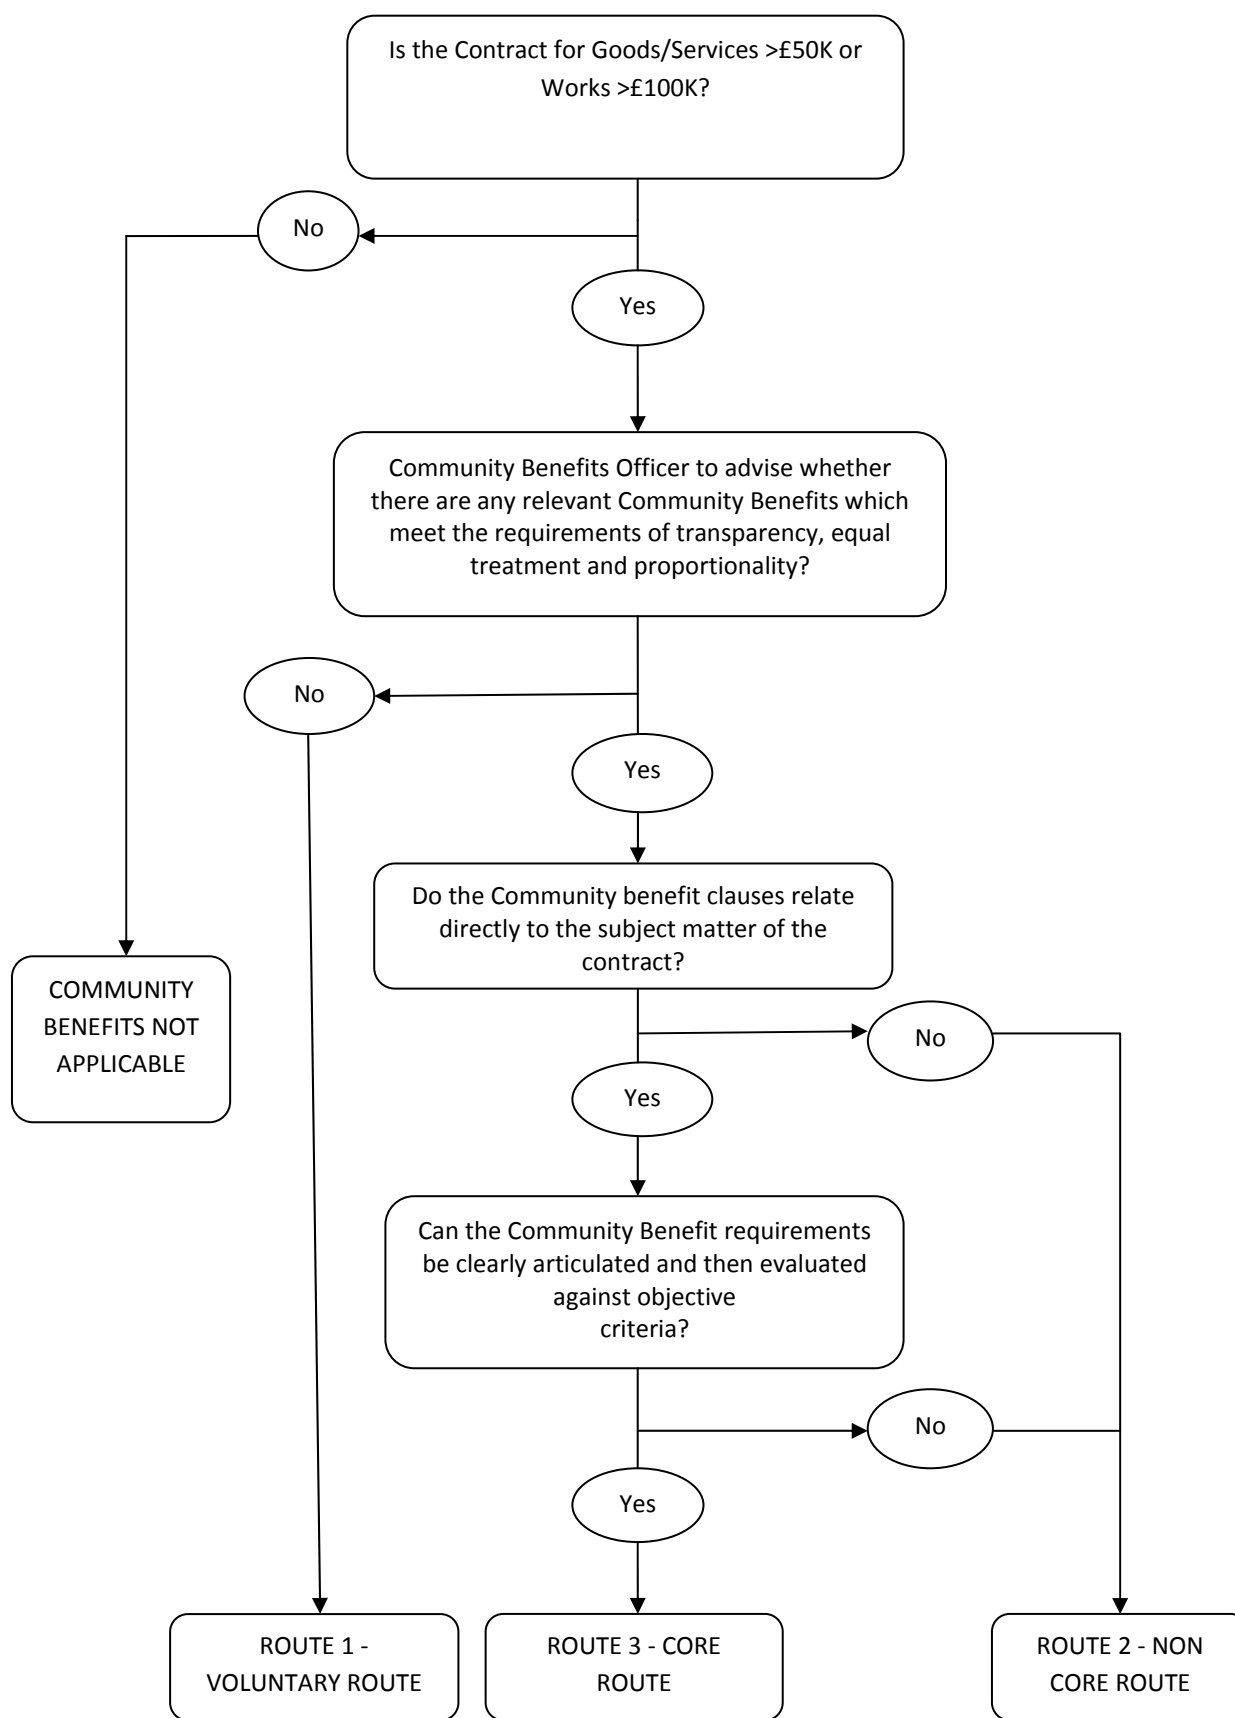 Is the Contract for Goods/Services >£50K or
Works >£100K?
No
Yes
Community Benefits Officer to advise whether
there are any relevant Community Benefits which
meet the requirements of transparency, equal
treatment and proportionality?
No
Yes
Do the Community benefit clauses relate
directly to the subject matter of the
contract?
COMMUNITY
BENEFITS NOT
APPLICABLE
No
Yes
Can the Community Benefit requirements
be clearly articulated and then evaluated
against objective
criteria?
No
Yes
ROUTE 1 -
VOLUNTARY ROUTE
ROUTE 3 - CORE
ROUTE
ROUTE 2 - NON
CORE ROUTE